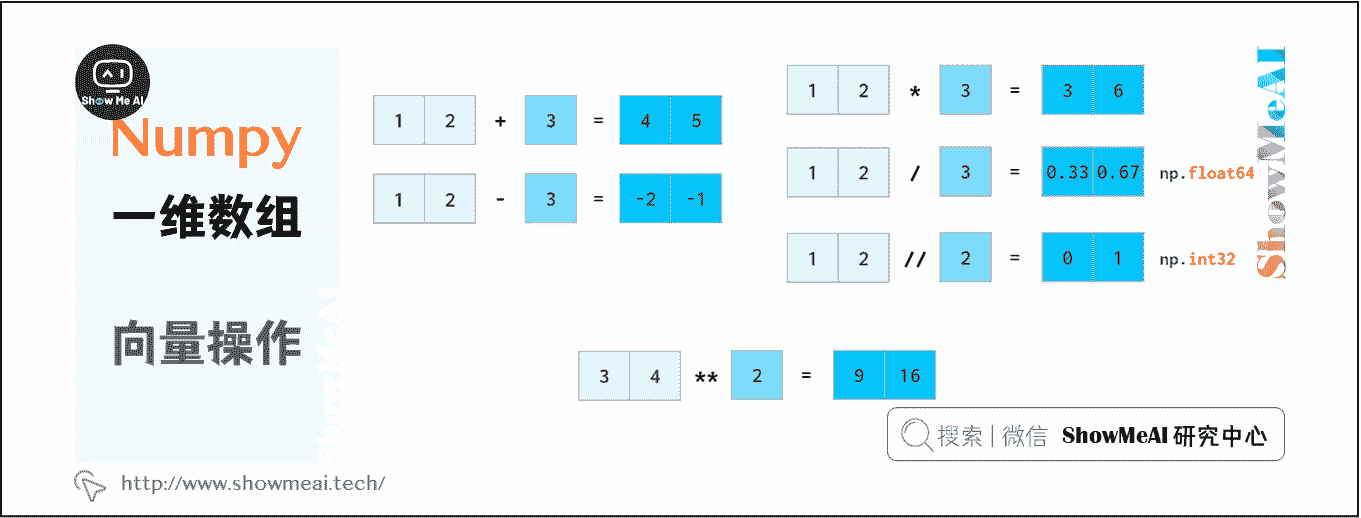 Show Me AI
Numpy
一维数组
向量操作
1 2 + 3 = 4 5
1 2 - 3 = -2 -1
1 2 * 3 = 3 6
1 2 / 3 = 0.33 0.67 np.float64
1 2 // 2 = 0 1 np.int32
3 4 ** 2 = 9 16
ShowMeAI
ShowMeAI
搜索 | 微信 ShowMeAI 研究中心
http://www.showmeai.tech/